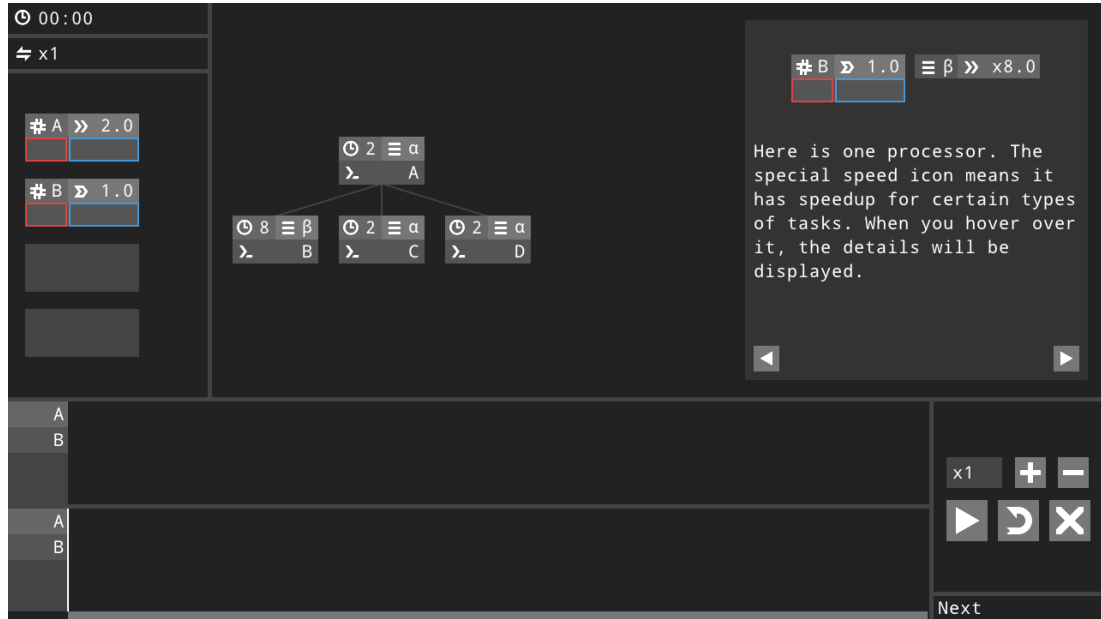 00:00
x1
A 2.0
B 1.0
2 α
A
8 β
B
2 α
C
2 α
D
B 1.0 β x8.0
Here is one processor. The
special speed icon means it
has speedup for certain types
of tasks. When you hover over
it, the details will be
displayed.
A
B
A
B
x1
Next